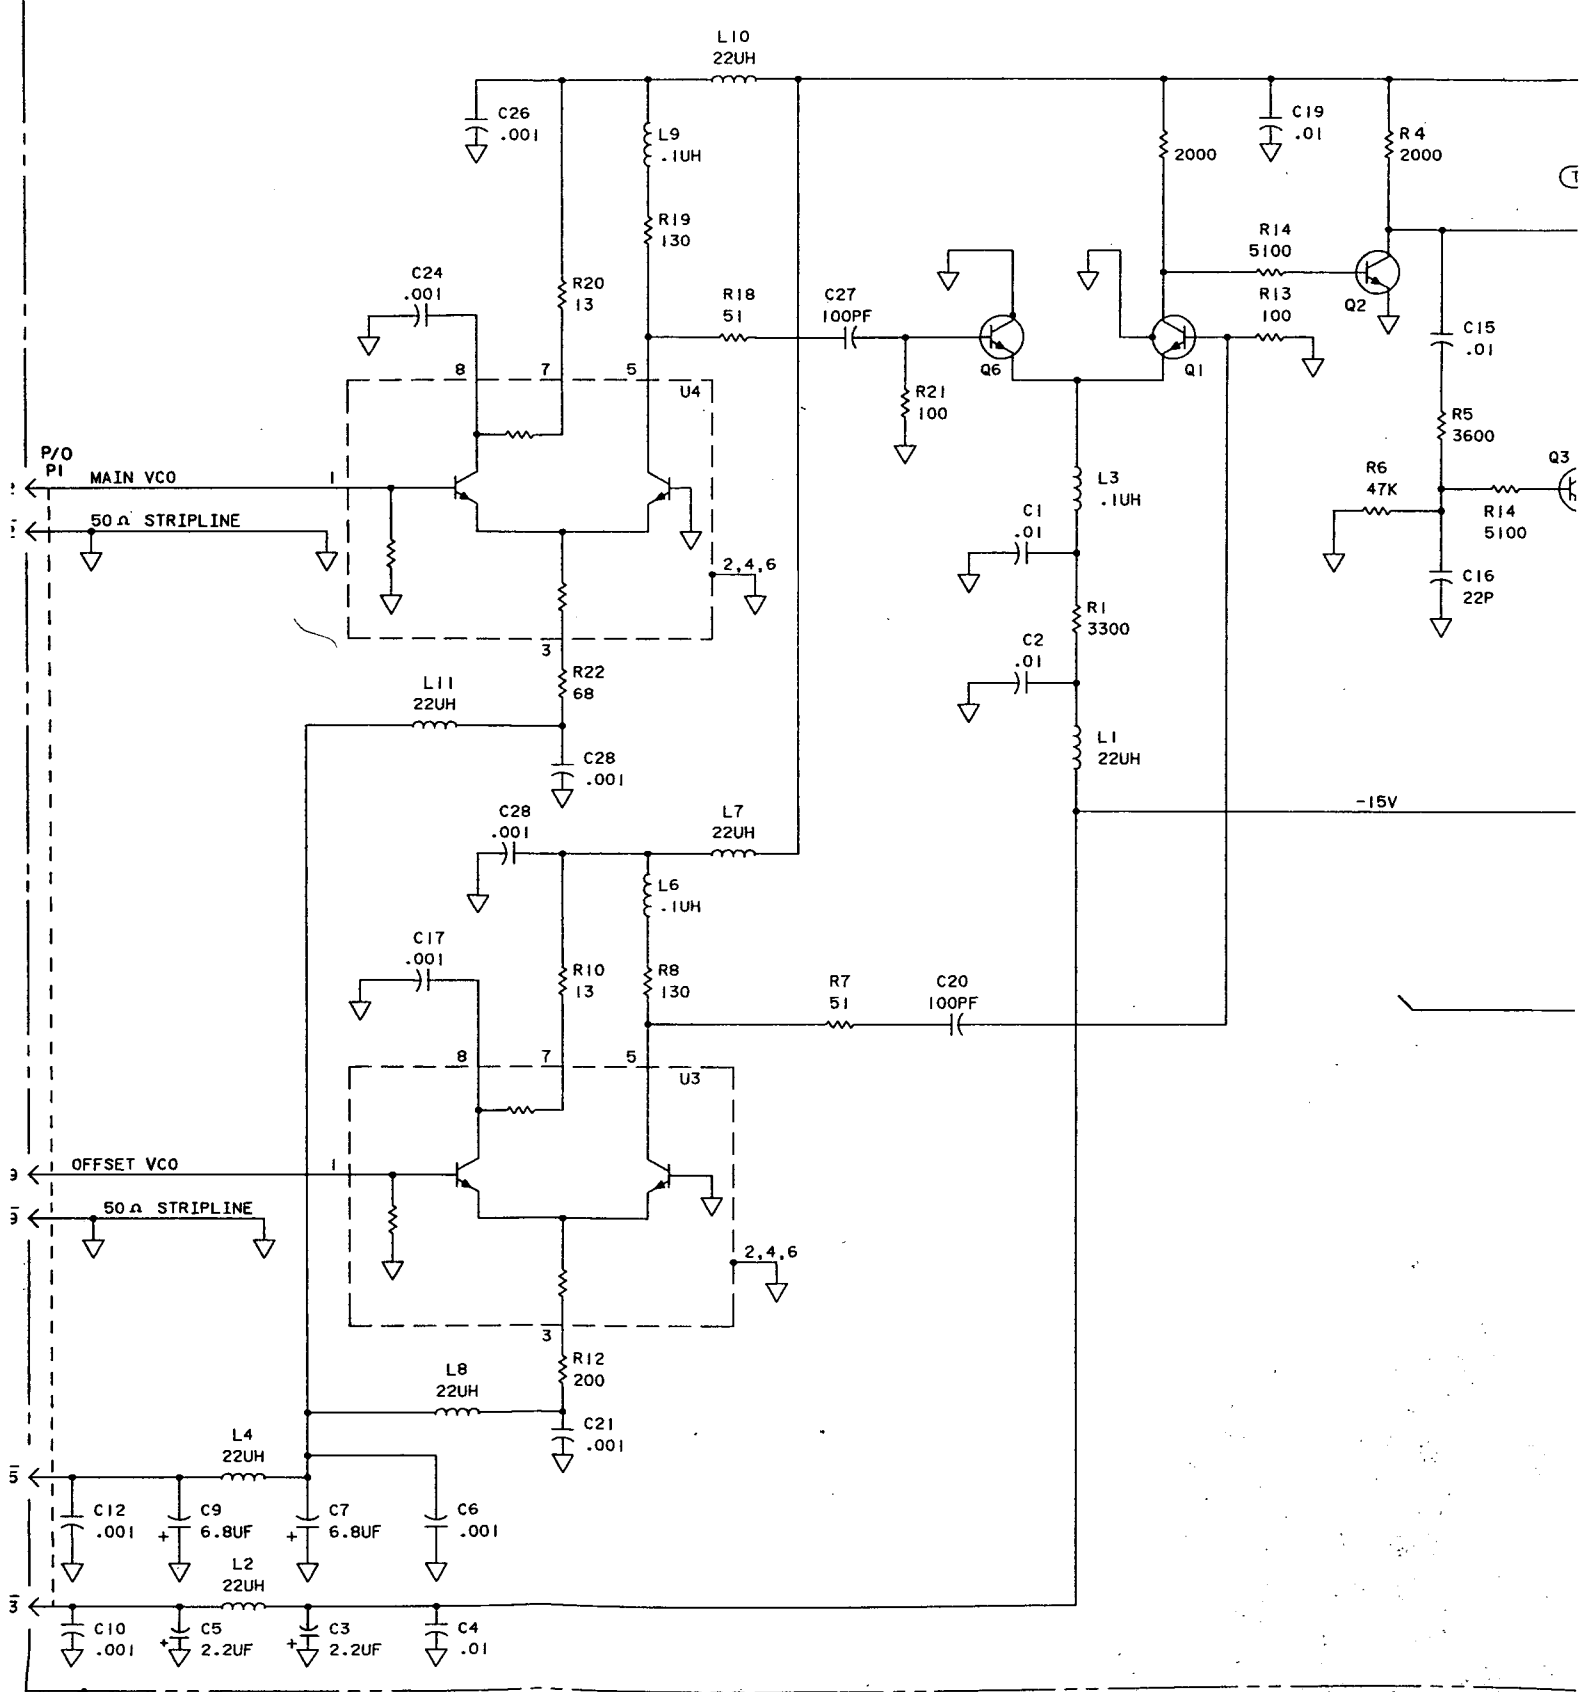 L10
22UH
C26
.001
L9
.1UH
2000
C19
.01
R4
2000
R19
130
C24
.001
R20
13
R18
51
C27
100PF
R14
5100
R13
100
Q2
C15
.01
8
7
5
U4
Q6
Q1
R21
100
R5
3600
P/O
P1
MAIN VCO
1
R6
47K
Q3
L3
.1UH
50Ω STRIPLINE
C1
.01
R14
5100
2,4,6
C16
22P
R1
3300
3
C2
.01
R22
68
L11
22UH
L1
22UH
C28
.001
-15V
C28
.001
L7
22UH
L6
.1UH
C17
.001
R10
13
R8
130
R7
51
C20
100PF
8
7
5
U3
9
OFFSET VCO
1
50Ω STRIPLINE
2,4,6
3
R12
200
L8
22UH
C21
.001
L4
22UH
5
C12
.001
C9
+ 6.8UF
C7
+ 6.8UF
C6
.001
L2
22UH
3
C10
.001
C5
+ 2.2UF
C3
+ 2.2UF
C4
.01